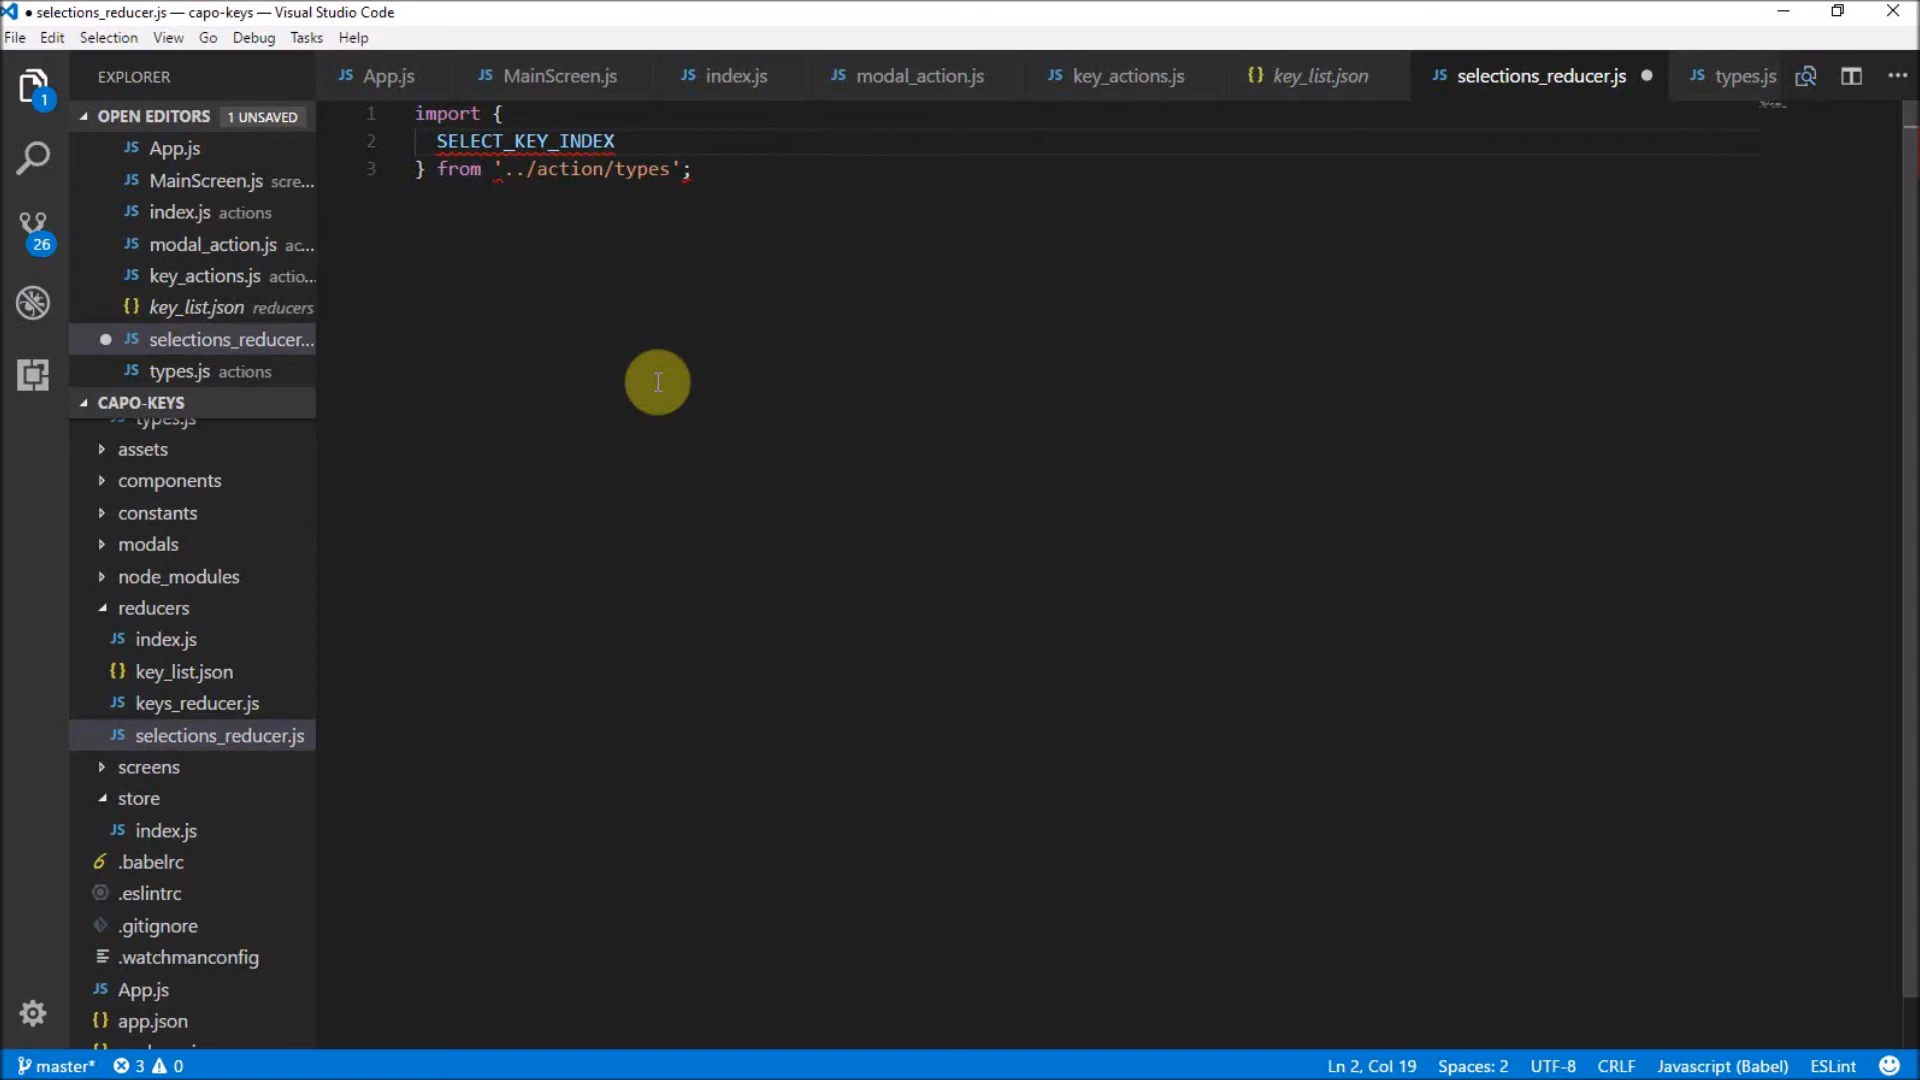 ● selections_reducer.js — capo-keys — Visual Studio Code
File Edit Selection View Go Debug Tasks Help
EXPLORER
JS App.js JS MainScreen.js JS index.js JS modal_action.js JS key_actions.js {} key_list.json JS selections_reducer.js ● JS types.js
1
OPEN EDITORS 1 UNSAVED
JS App.js
JS MainScreen.js scre...
JS index.js actions
JS modal_action.js ac...
JS key_actions.js actio...
{} key_list.json reducers
● JS selections_reducer...
JS types.js actions
26
CAPO-KEYS
JS types.js
assets
components
constants
modals
node_modules
reducers
JS index.js
{} key_list.json
JS keys_reducer.js
JS selections_reducer.js
screens
store
JS index.js
.babelrc
.eslintrc
.gitignore
.watchmanconfig
JS App.js
{} app.json
1 import {
2 SELECT_KEY_INDEX
3 } from '../action/types';
master* 3 0 Ln 2, Col 19 Spaces: 2 UTF-8 CRLF Javascript (Babel) ESLint